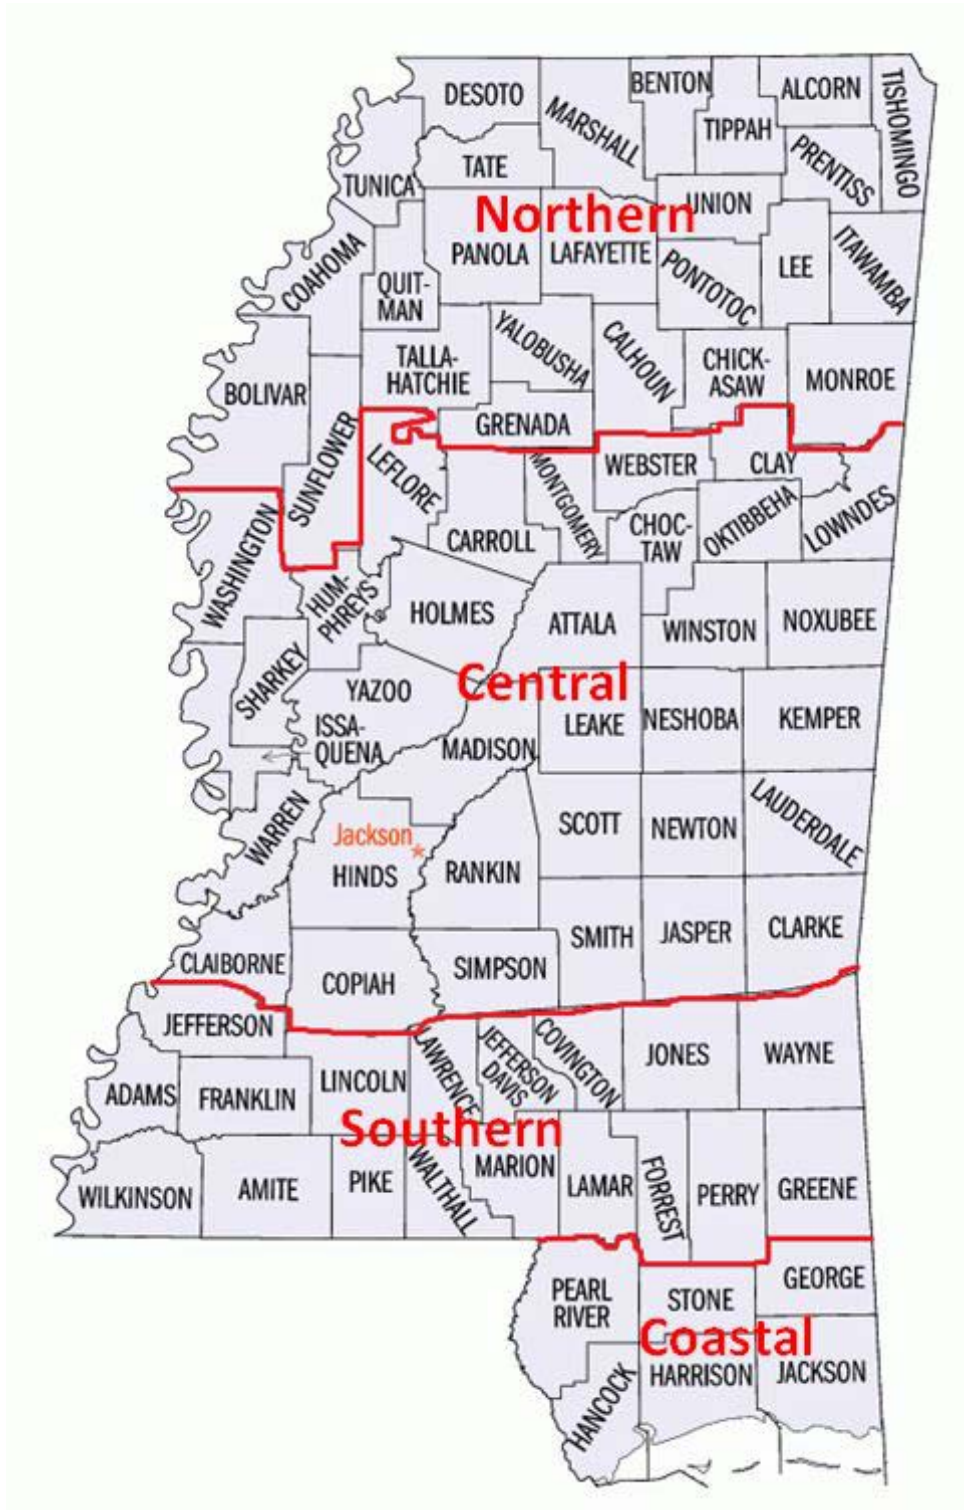 DESOTO
MARSHALL
BENTON
TIPPAH
ALCORN
TISHOMINGO
PRENTISS
TATE
TUNICA
UNION
Northern
PANOLA
LAFAYETTE
PONTOTOC
LEE
ITAWAMBA
COAHOMA
QUIT-
MAN
YALOBUSHA
CALHOUN
CHICK-
ASAW
MONROE
TALLA-
HATCHIE
BOLIVAR
GRENADA
SUNFLOWER
LEFLORE
MONTGOMERY
WEBSTER
CLAY
LOWNDES
OKTIBBEHA
CHOC-
TAW
CARROLL
WASHINGTON
HUM-
PHREYS
HOLMES
ATTALA
WINSTON
NOXUBEE
SHARKEY
YAZOO
Central
ISSA-
QUENA
MADISON
LEAKE
NESHOBA
KEMPER
WARREN
Jackson
*
HINDS
RANKIN
SCOTT
NEWTON
LAUDERDALE
CLAIBORNE
COPIAH
SIMPSON
SMITH
JASPER
CLARKE
JEFFERSON
LAWRENCE
JEFFERSON
DAVIS
COVINGTON
JONES
WAYNE
ADAMS
FRANKLIN
LINCOLN
Southern
WILKINSON
AMITE
PIKE
WALTHALL
MARION
LAMAR
FORREST
PERRY
GREENE
PEARL
RIVER
STONE
GEORGE
Coastal
HANCOCK
HARRISON
JACKSON